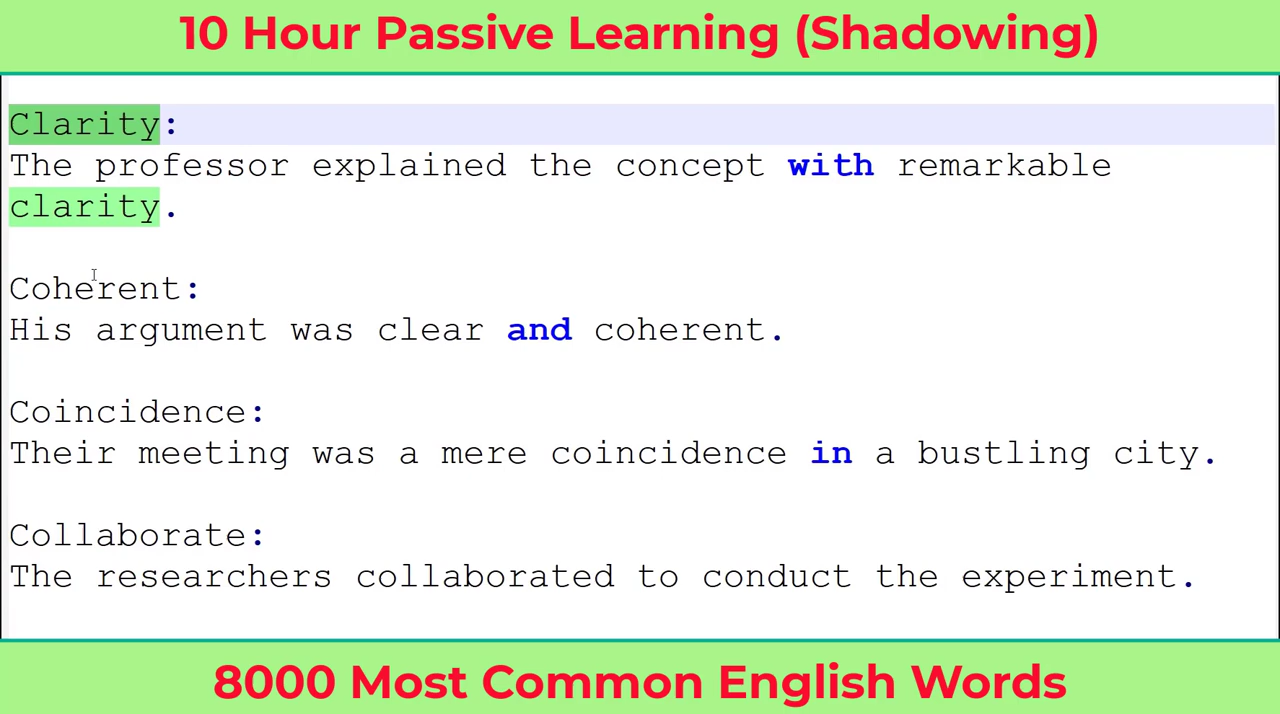 10 Hour Passive Learning (Shadowing)
Clarity:
The professor explained the concept with remarkable
clarity.
Coherent:
His argument was clear and coherent.
Coincidence:
Their meeting was a mere coincidence in a bustling city.
Collaborate:
The researchers collaborated to conduct the experiment.
8000 Most Common English Words